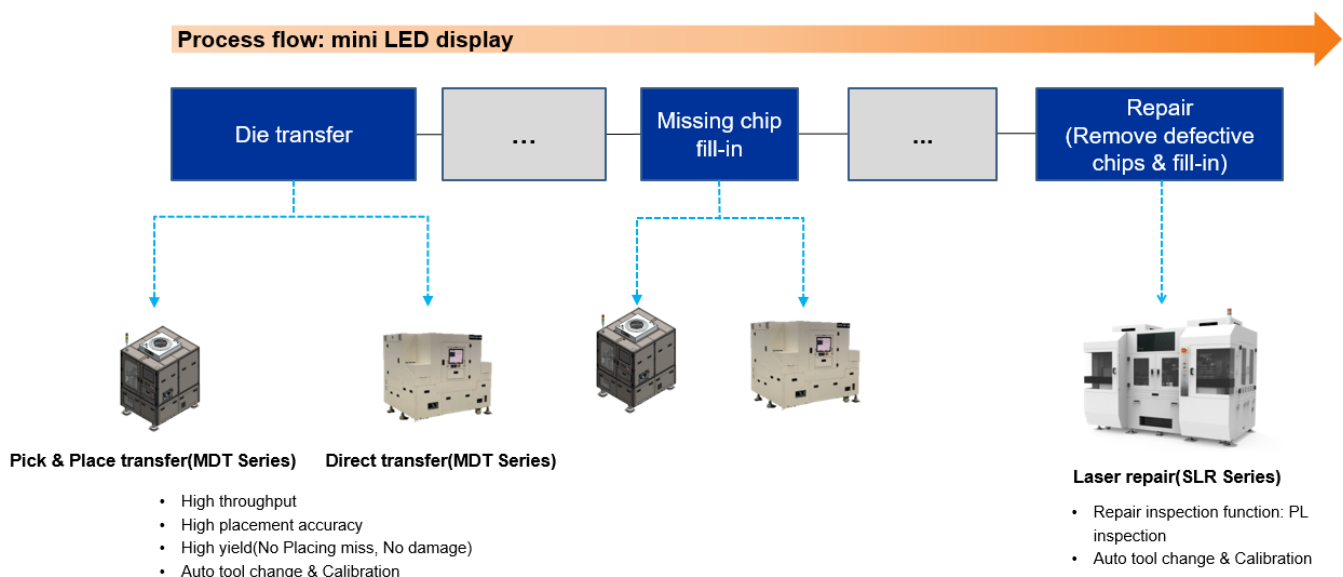 Process flow: mini LED display
Die transfer
...
Missing chip
fill-in
...
Repair
(Remove defective
chips & fill-in)
Pick & Place transfer(MDT Series)
Direct transfer(MDT Series)
• High throughput
• High placement accuracy
• High yield(No Placing miss, No damage)
• Auto tool change & Calibration
Laser repair(SLR Series)
• Repair inspection function: PL
inspection
• Auto tool change & Calibration